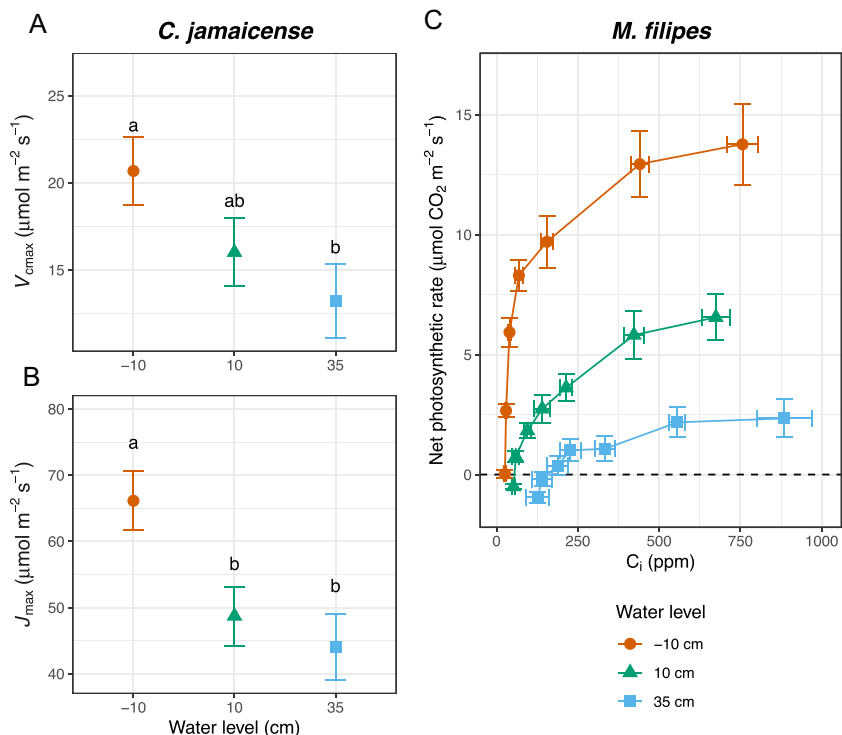 A
C. jamaicense
25
20
15
a
ab
b
−10
10
35
Vcmax (μmol m−2 s−1)
B
80
70
60
50
40
a
b
b
−10
10
35
Jmax (μmol m−2 s−1)
Water level (cm)
C
M. filipes
15
10
5
0
Net photosynthetic rate (μmol CO2 m−2 s−1)
0
250
500
750
1000
Ci (ppm)
Water level
−10 cm
10 cm
35 cm